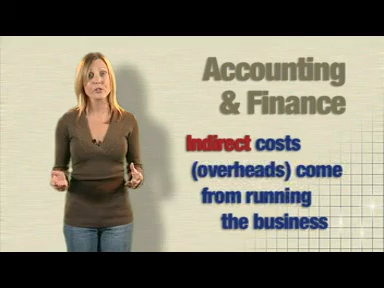 Accounting
& Finance
Indirect costs
(overheads) come
from running
the business